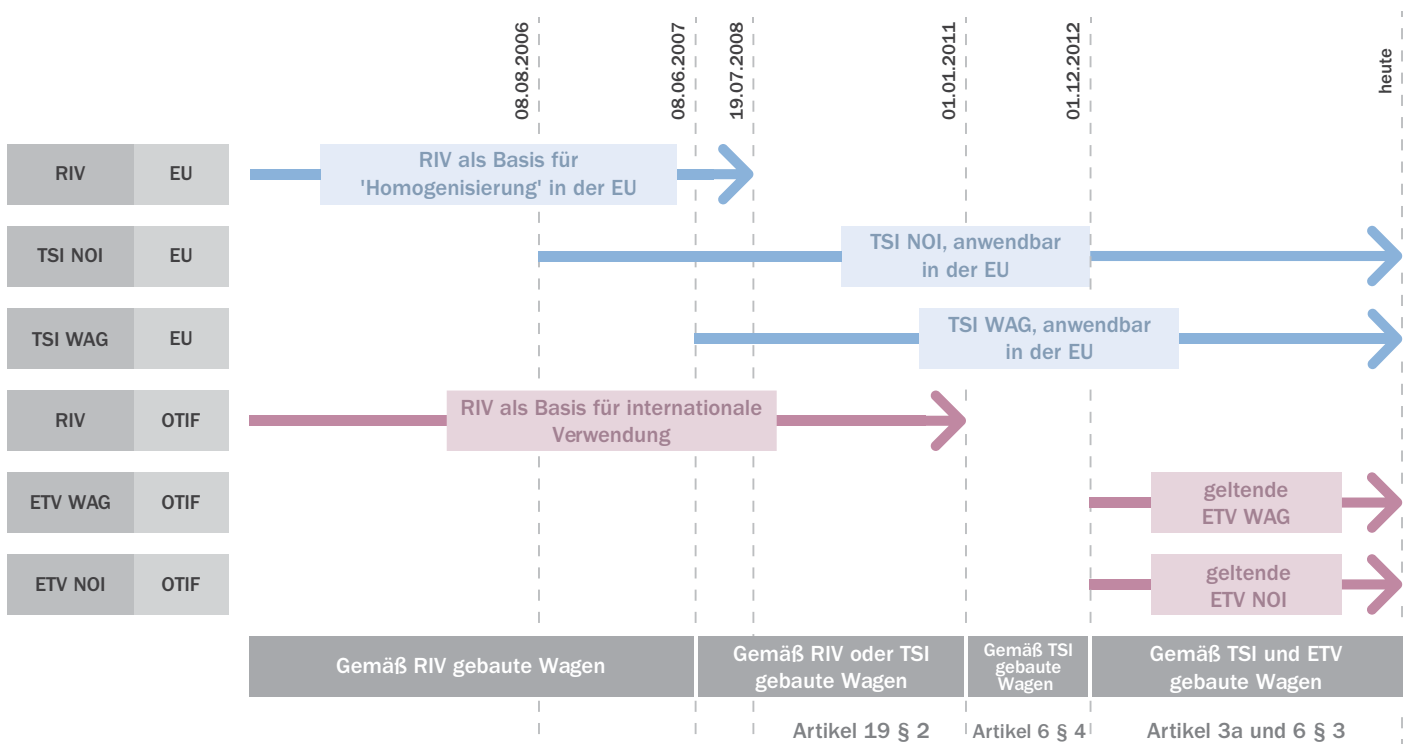 08.08.2006
08.06.2007
19.07.2008
01.01.2011
01.12.2012
heute
RIV EU
RIV als Basis für
'Homogenisierung' in der EU
TSI NOI EU
TSI NOI, anwendbar
in der EU
TSI WAG EU
TSI WAG, anwendbar
in der EU
RIV OTIF
RIV als Basis für internationale
Verwendung
ETV WAG OTIF
geltende
ETV WAG
ETV NOI OTIF
geltende
ETV NOI
Gemäß RIV gebaute Wagen
Gemäß RIV oder TSI
gebaute Wagen
Gemäß TSI
gebaute
Wagen
Gemäß TSI und ETV
gebaute Wagen
Artikel 19 § 2
Artikel 6 § 4
Artikel 3a und 6 § 3